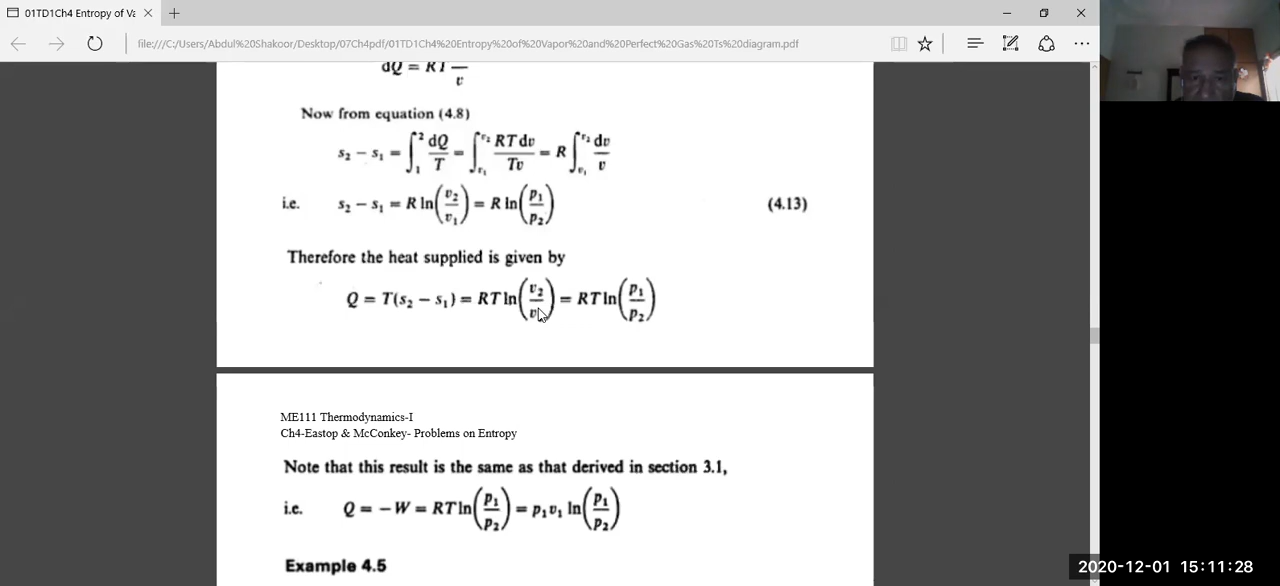 01TD1Ch4 Entropy of Va
file:///C:/Users/Abdul%20Shakoor/Desktop/07Ch4pdf/01TD1Ch4%20Entropy%20of%20Vapor%20and%20Perfect%20Gas%20Ts%20diagram.pdf
dQ = RT — v
Now from equation (4.8)
s₂ − s₁ = ∫₁² dQ/T = ∫_{v₁}^{v₂} RT dv/Tv = R ∫_{v₁}^{v₂} dv/v
i.e. s₂ − s₁ = R ln(v₂/v₁) = R ln(p₁/p₂) (4.13)
Therefore the heat supplied is given by
Q = T(s₂ − s₁) = RT ln(v₂/v) = RT ln(p₁/p₂)
ME111 Thermodynamics-I
Ch4-Eastop & McConkey- Problems on Entropy
Note that this result is the same as that derived in section 3.1,
i.e. Q = −W = RT ln(p₁/p₂) = p₁v₁ ln(p₁/p₂)
Example 4.5
2020-12-01 15:11:28